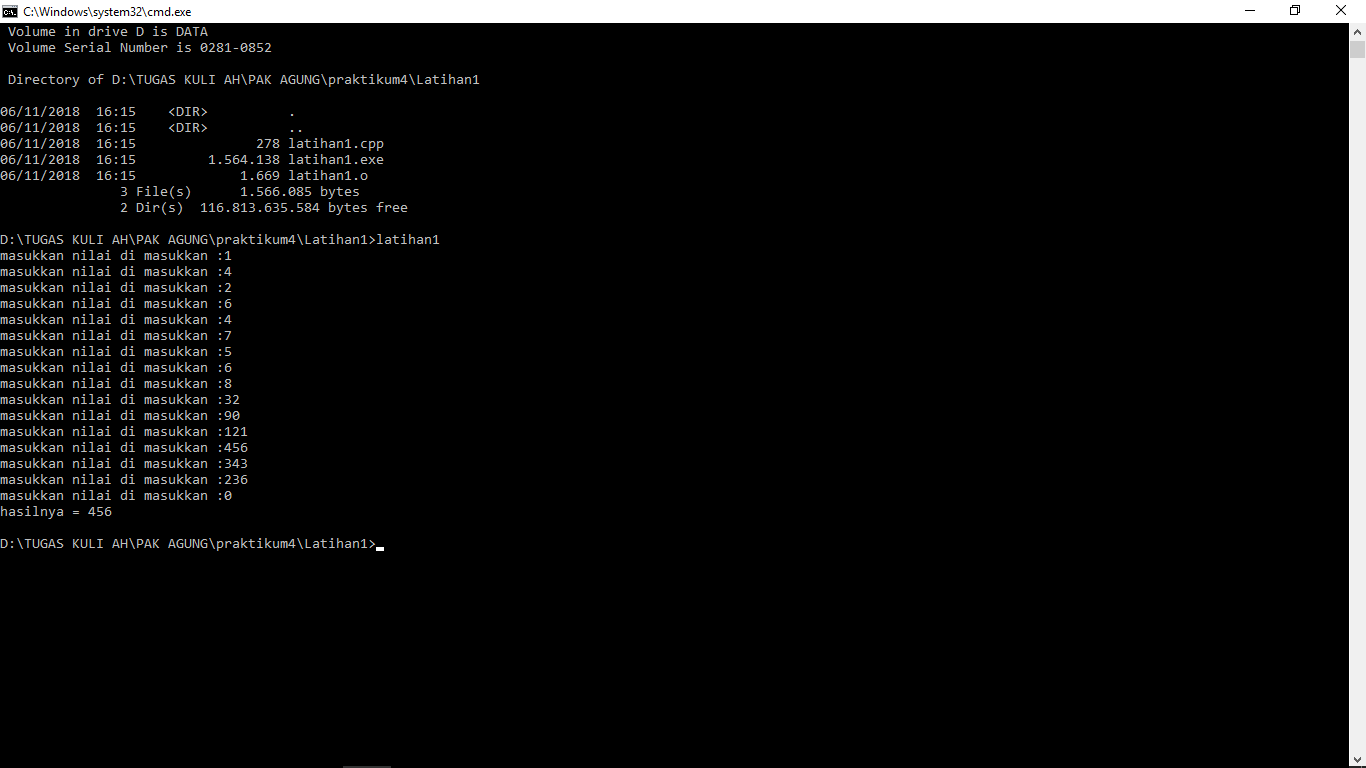 C:\Windows\system32\cmd.exe
Volume in drive D is DATA
Volume Serial Number is 0281-0852
Directory of D:\TUGAS KULI AH\PAK AGUNG\praktikum4\Latihan1
06/11/2018  16:15    <DIR>          .
06/11/2018  16:15    <DIR>          ..
06/11/2018  16:15               278 latihan1.cpp
06/11/2018  16:15         1.564.138 latihan1.exe
06/11/2018  16:15             1.669 latihan1.o
3 File(s)      1.566.085 bytes
2 Dir(s)  116.813.635.584 bytes free
D:\TUGAS KULI AH\PAK AGUNG\praktikum4\Latihan1>latihan1
masukkan nilai di masukkan :1
masukkan nilai di masukkan :4
masukkan nilai di masukkan :2
masukkan nilai di masukkan :6
masukkan nilai di masukkan :4
masukkan nilai di masukkan :7
masukkan nilai di masukkan :5
masukkan nilai di masukkan :6
masukkan nilai di masukkan :8
masukkan nilai di masukkan :32
masukkan nilai di masukkan :90
masukkan nilai di masukkan :121
masukkan nilai di masukkan :456
masukkan nilai di masukkan :343
masukkan nilai di masukkan :236
masukkan nilai di masukkan :0
hasilnya = 456
D:\TUGAS KULI AH\PAK AGUNG\praktikum4\Latihan1>